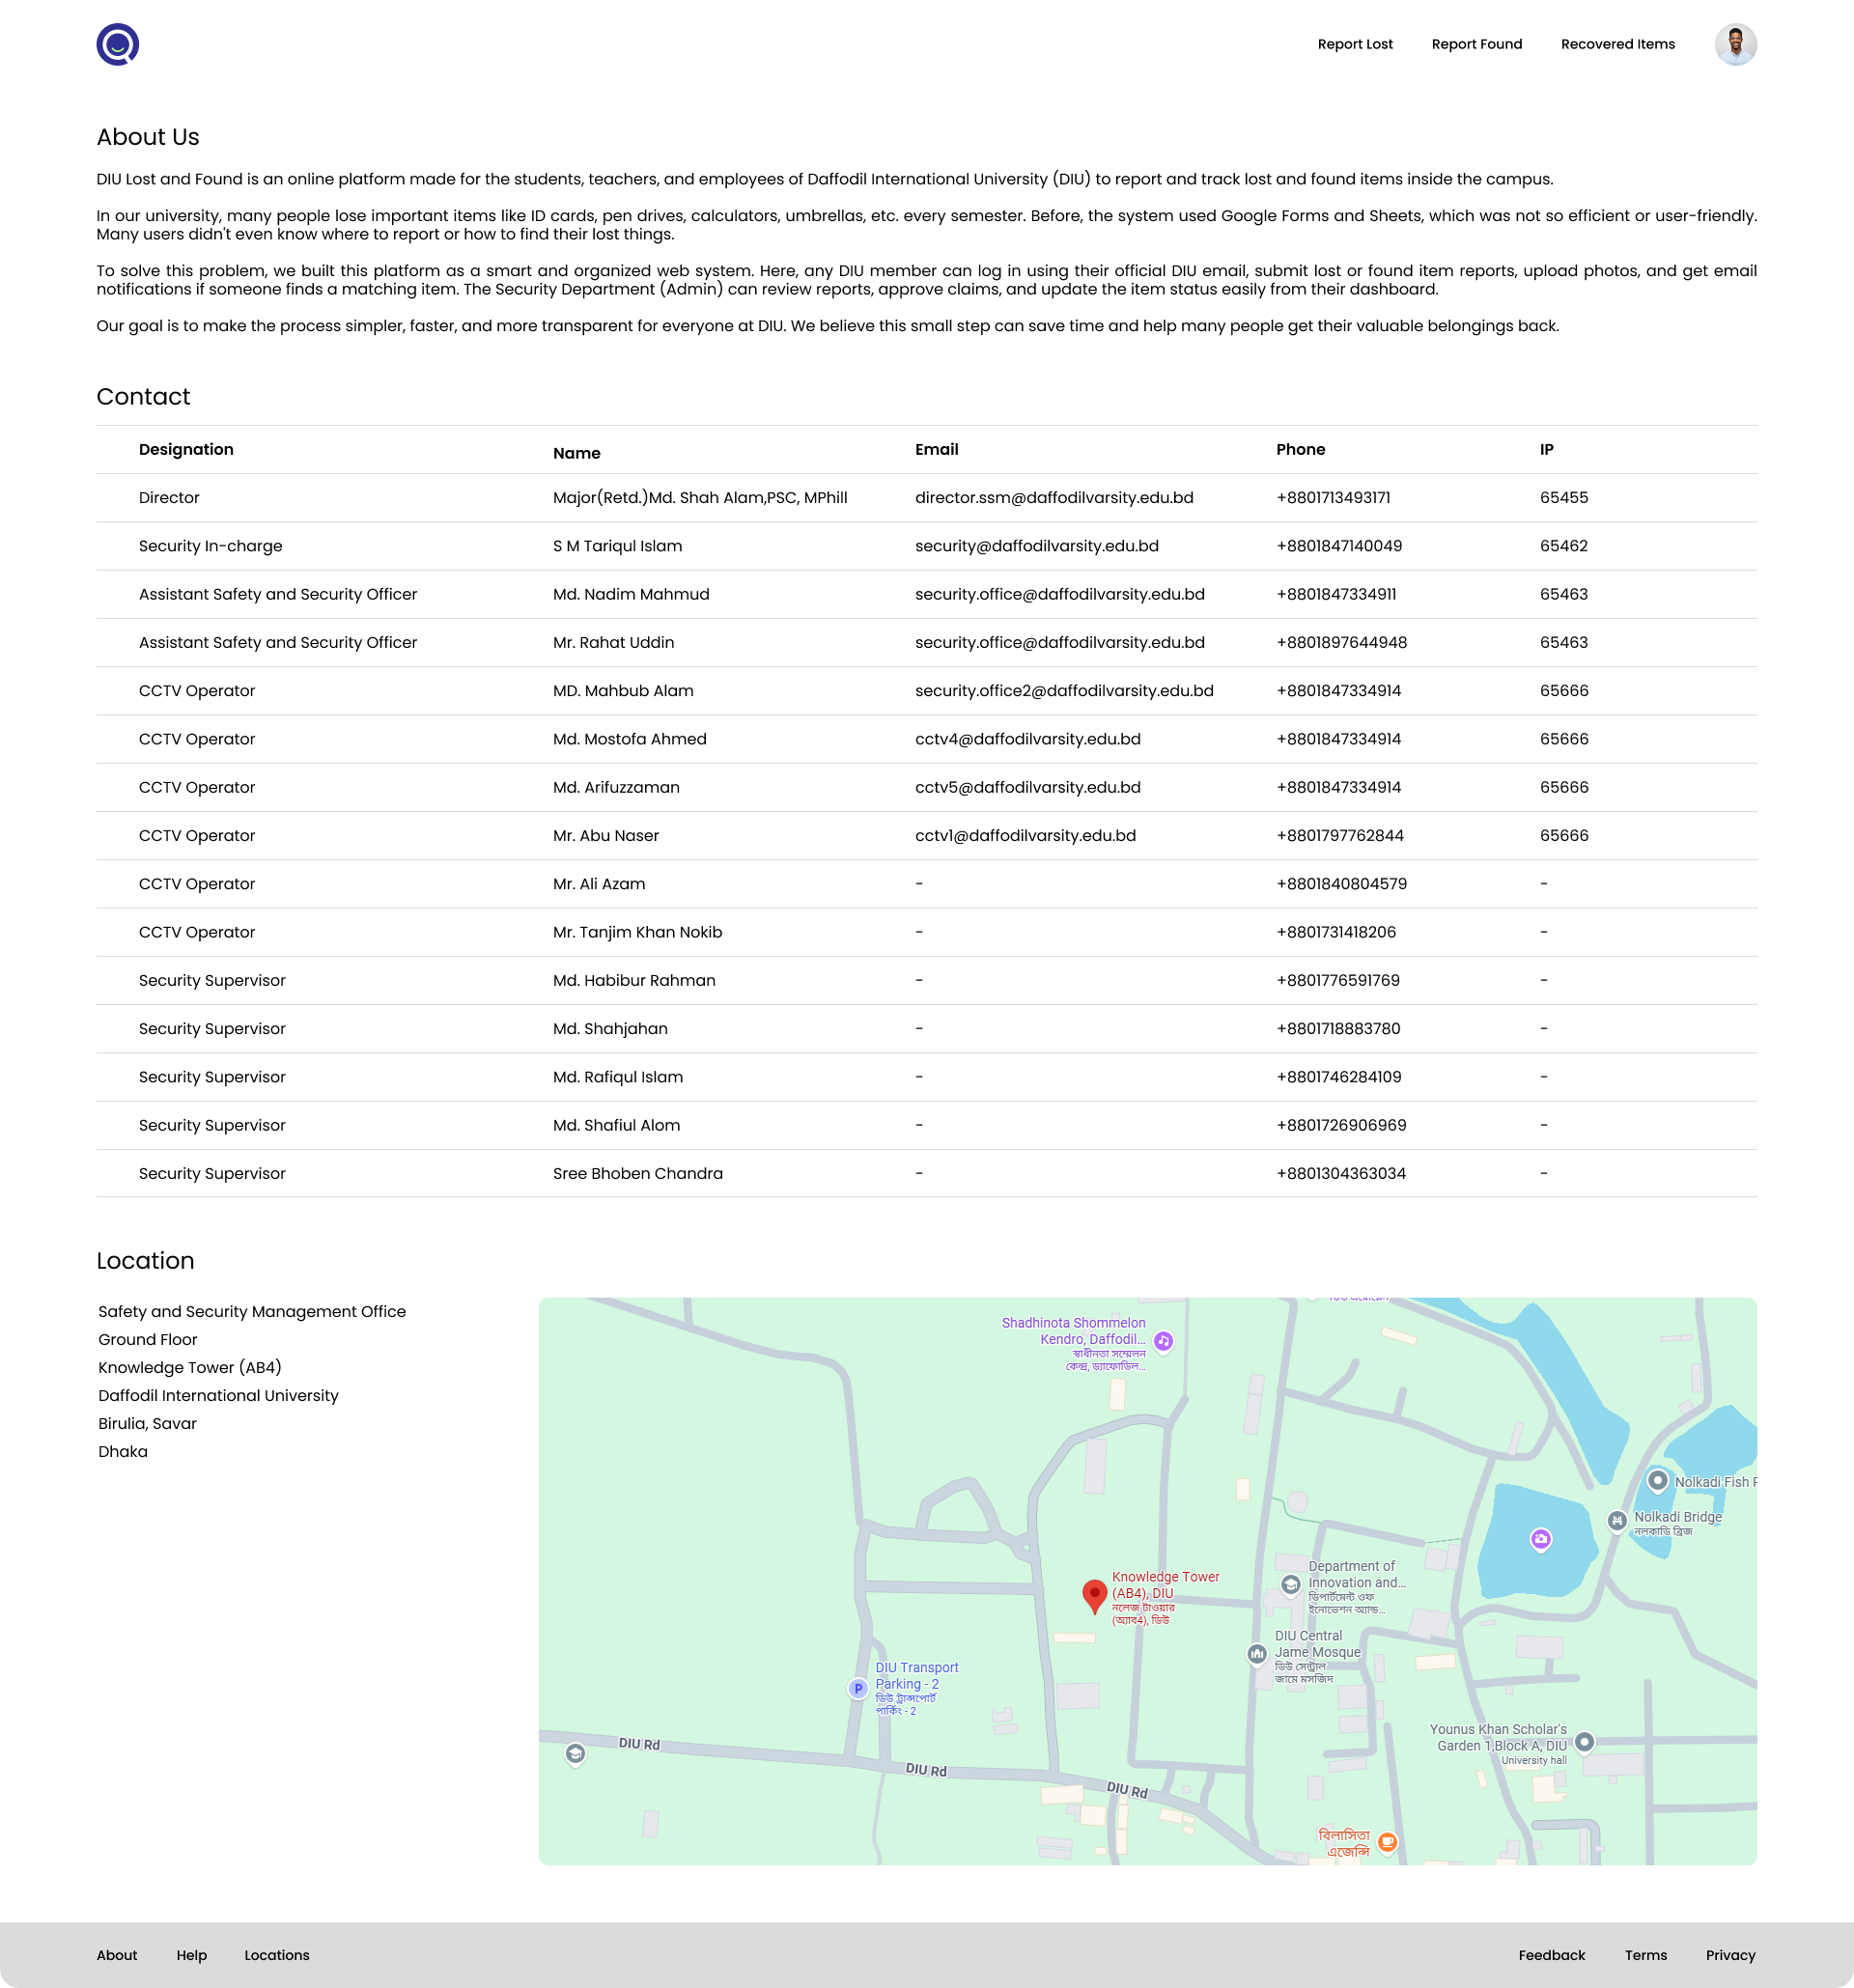 Report Lost Report Found Recovered Items
About Us
DIU Lost and Found is an online platform made for the students, teachers, and employees of Daffodil International University (DIU) to report and track lost and found items inside the campus.
In our university, many people lose important items like ID cards, pen drives, calculators, umbrellas, etc. every semester. Before, the system used Google Forms and Sheets, which was not so efficient or user-friendly.
Many users didn't even know where to report or how to find their lost things.
To solve this problem, we built this platform as a smart and organized web system. Here, any DIU member can log in using their official DIU email, submit lost or found item reports, upload photos, and get email
notifications if someone finds a matching item. The Security Department (Admin) can review reports, approve claims, and update the item status easily from their dashboard.
Our goal is to make the process simpler, faster, and more transparent for everyone at DIU. We believe this small step can save time and help many people get their valuable belongings back.
Contact
Designation Name Email Phone IP
Director Major(Retd.)Md. Shah Alam,PSC, MPhill director.ssm@daffodilvarsity.edu.bd +8801713493171 65455
Security In-charge S M Tariqul Islam security@daffodilvarsity.edu.bd +8801847140049 65462
Assistant Safety and Security Officer Md. Nadim Mahmud security.office@daffodilvarsity.edu.bd +8801847334911 65463
Assistant Safety and Security Officer Mr. Rahat Uddin security.office@daffodilvarsity.edu.bd +8801897644948 65463
CCTV Operator MD. Mahbub Alam security.office2@daffodilvarsity.edu.bd +8801847334914 65666
CCTV Operator Md. Mostofa Ahmed cctv4@daffodilvarsity.edu.bd +8801847334914 65666
CCTV Operator Md. Arifuzzaman cctv5@daffodilvarsity.edu.bd +8801847334914 65666
CCTV Operator Mr. Abu Naser cctv1@daffodilvarsity.edu.bd +8801797762844 65666
CCTV Operator Mr. Ali Azam - +8801840804579 -
CCTV Operator Mr. Tanjim Khan Nokib - +8801731418206 -
Security Supervisor Md. Habibur Rahman - +8801776591769 -
Security Supervisor Md. Shahjahan - +8801718883780 -
Security Supervisor Md. Rafiqul Islam - +8801746284109 -
Security Supervisor Md. Shafiul Alom - +8801726906969 -
Security Supervisor Sree Bhoben Chandra - +8801304363034 -
Location
Safety and Security Management Office
Ground Floor
Knowledge Tower (AB4)
Daffodil International University
Birulia, Savar
Dhaka
Shadhinota Shommelon
Kendro, Daffodil...
স্বাধীনতা সম্মেলন
কেন্দ্র, ড্যাফোডিল...
Nolkadi Fish
Nolkadi Bridge
নলকাডি ব্রিজ
Knowledge Tower
(AB4), DIU
নলেজ টাওয়ার
(অ্যাব4), ডিউ
Department of
Innovation and...
ডিপার্টমেন্ট ওফ
ইনোভেশন অ্যান্ড...
DIU Central
Jame Mosque
ডিউ সেন্ট্রাল
জামে মসজিদ
DIU Transport
Parking - 2
ডিউ ট্রান্সপোর্ট
পার্কিং - 2
P
Younus Khan Scholar's
Garden 1,Block A, DIU
University hall
DIU Rd
DIU Rd
DIU Rd
বিলাসিতা
এজেন্সি
About Help Locations Feedback Terms Privacy